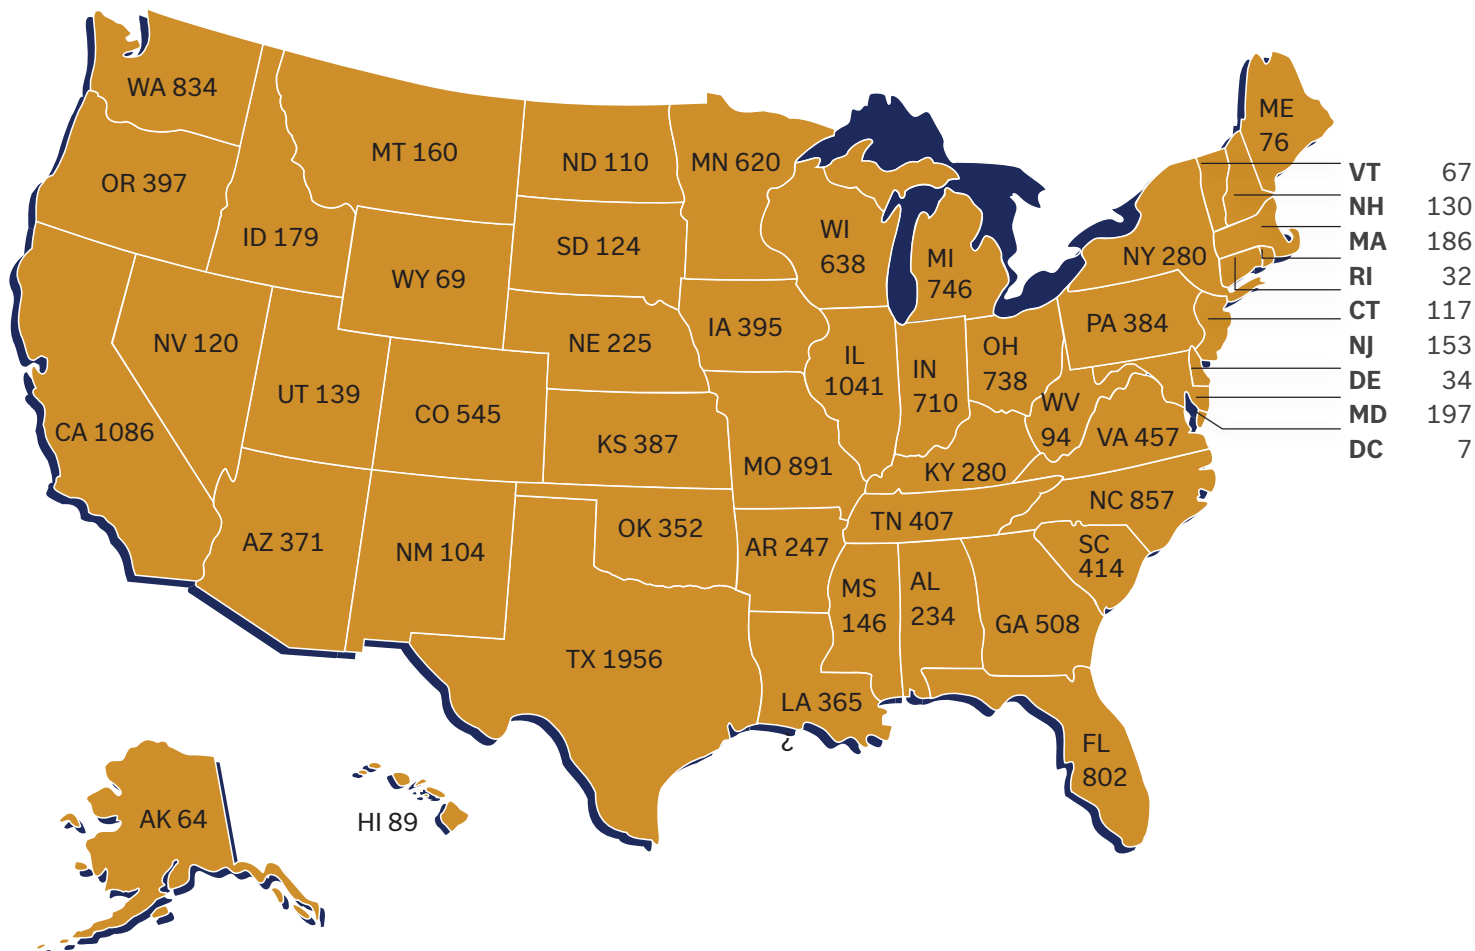 WA 834
OR 397
CA 1086
NV 120
ID 179
MT 160
WY 69
UT 139
AZ 371
CO 545
NM 104
ND 110
SD 124
NE 225
KS 387
OK 352
TX 1956
MN 620
IA 395
MO 891
AR 247
LA 365
WI
638
IL
1041
MI
746
IN
710
OH
738
KY 280
TN 407
MS
146
AL
234
GA 508
FL
802
SC
414
NC 857
VA 457
WV
94
PA 384
NY 280
ME
76
VT 67
NH 130
MA 186
RI 32
CT 117
NJ 153
DE 34
MD 197
DC 7
AK 64
HI 89
¿